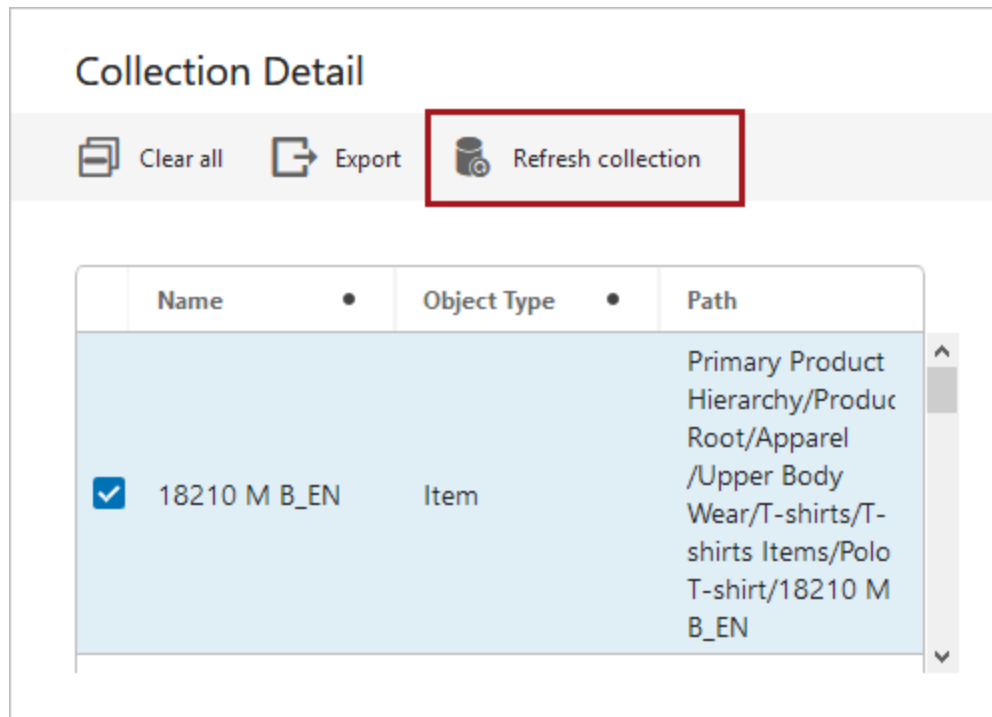 Collection Detail
Clear all Export Refresh collection
Name Object Type Path
Primary Product
Hierarchy/Produc
Root/Apparel
/Upper Body
Wear/T-shirts/T-
shirts Items/Polo
T-shirt/18210 M
B_EN
18210 M B_EN Item